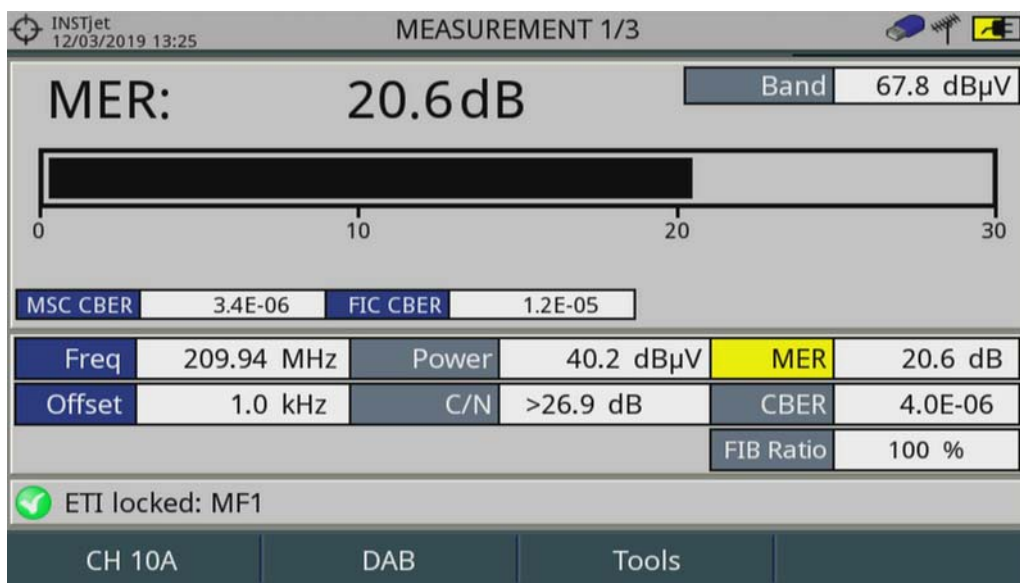 INSTjet
12/03/2019 13:25
MEASUREMENT 1/3
MER: 20.6 dB
Band 67.8 dBµV
0 10 20 30
MSC CBER 3.4E-06 FIC CBER 1.2E-05
Freq 209.94 MHz Power 40.2 dBµV MER 20.6 dB
Offset 1.0 kHz C/N >26.9 dB CBER 4.0E-06
FIB Ratio 100 %
ETI locked: MF1
CH 10A DAB Tools